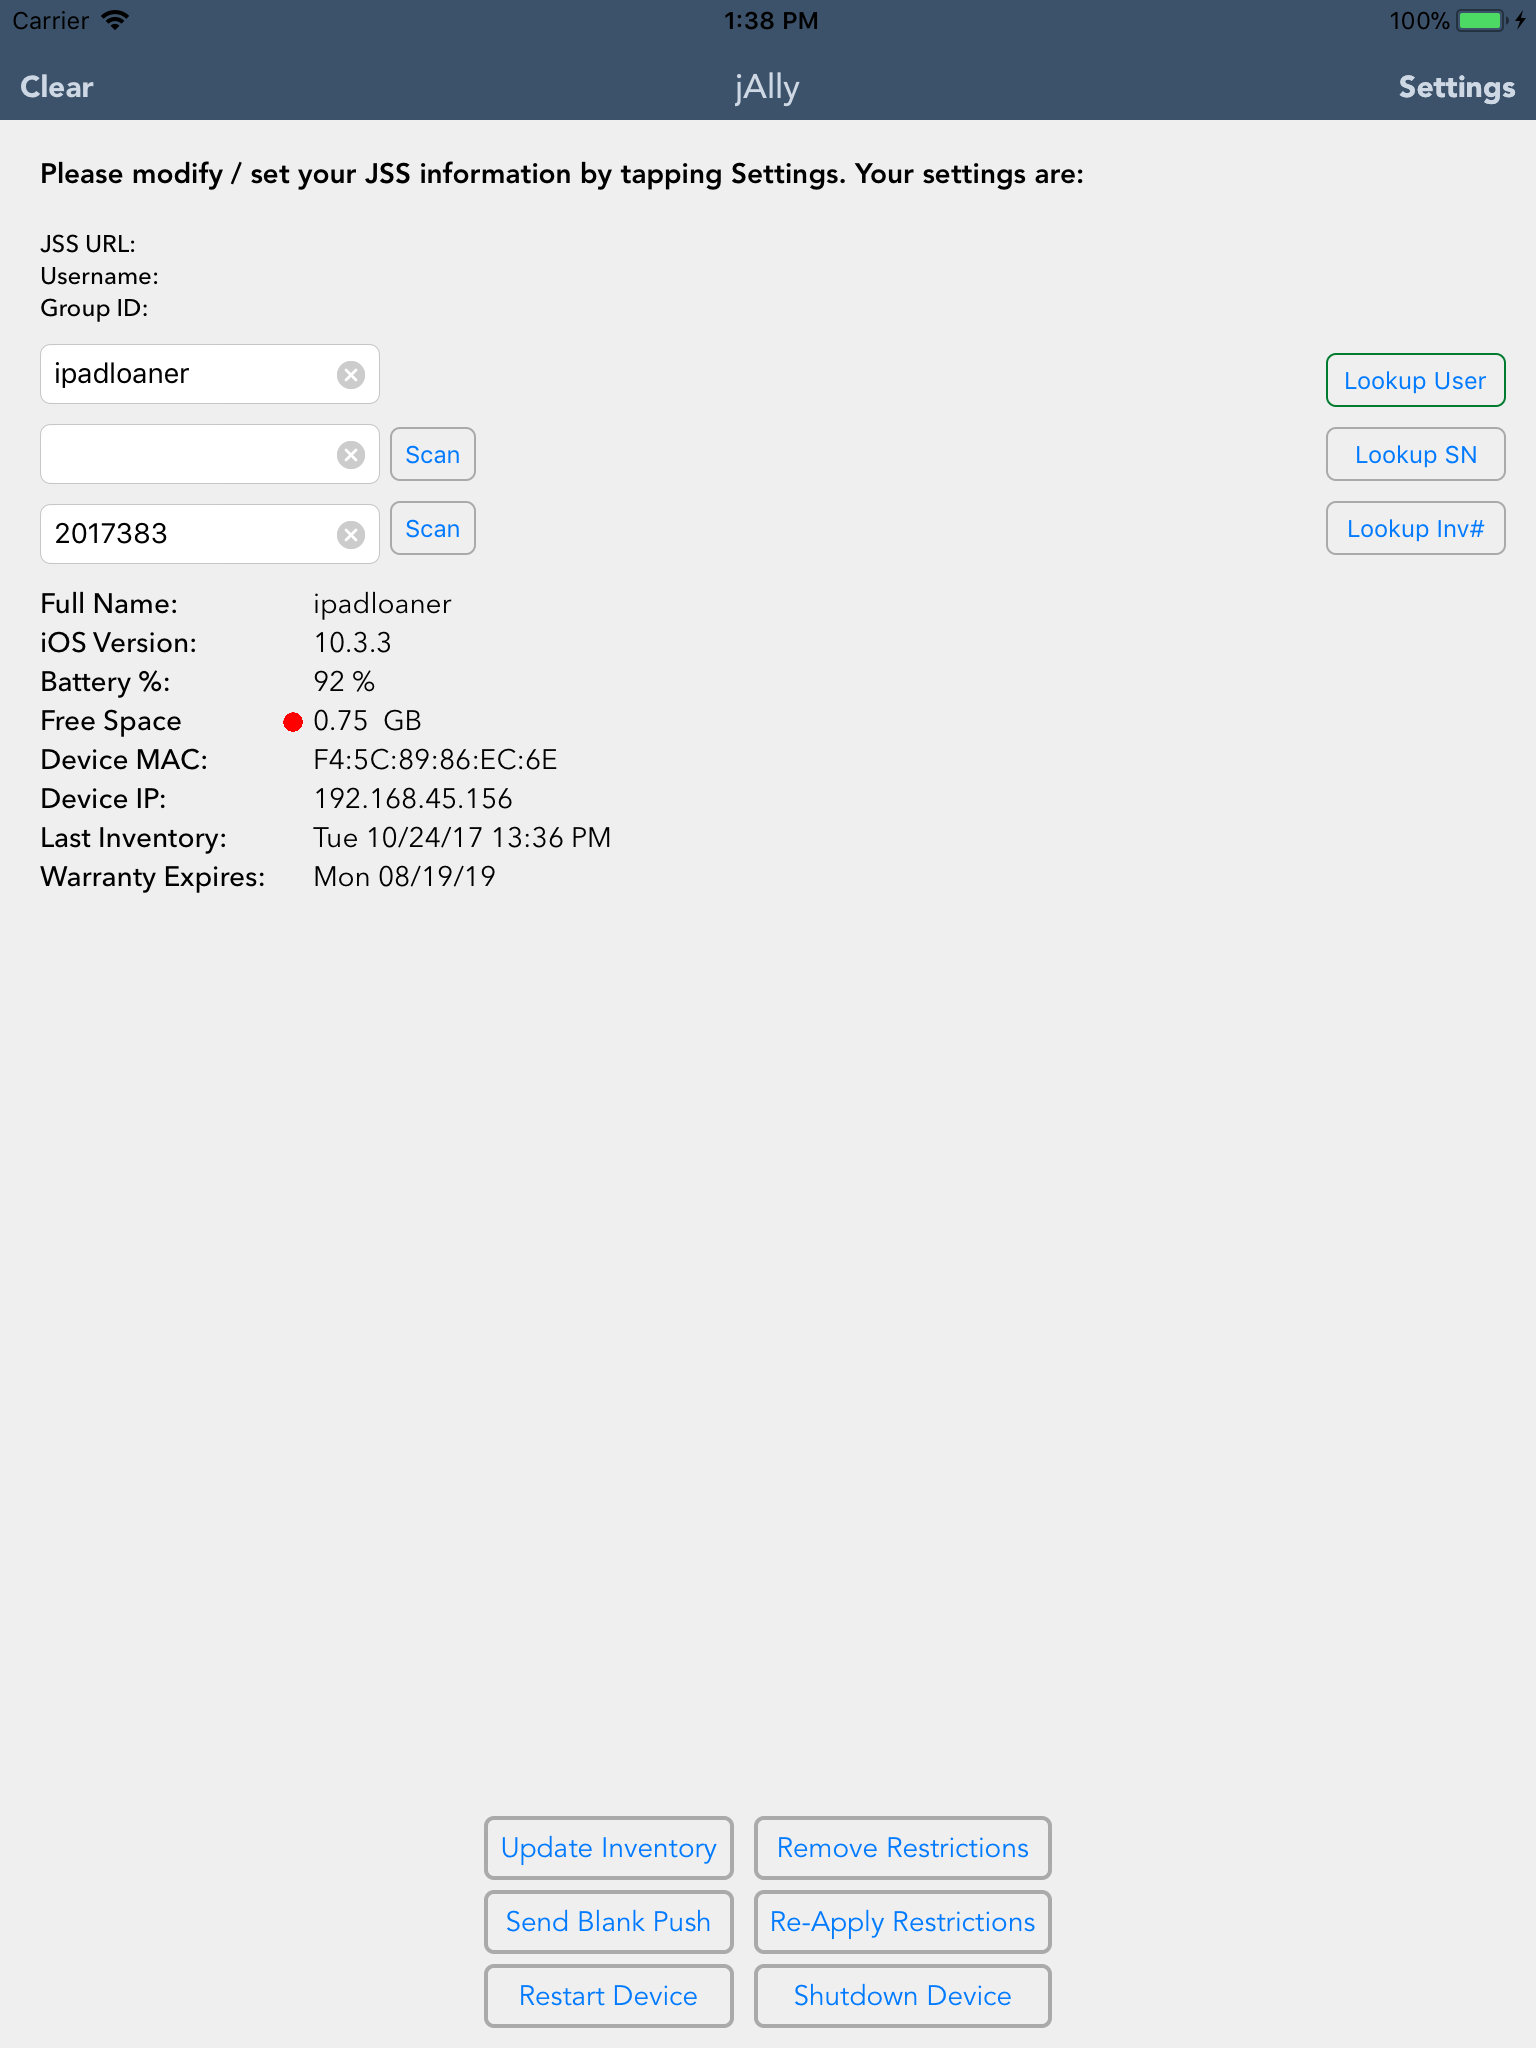 Carrier 1:38 PM 100%
Clear jAlly Settings
Please modify / set your JSS information by tapping Settings. Your settings are:
JSS URL:
Username:
Group ID:
ipadloaner Lookup User
Scan Lookup SN
2017383 Scan Lookup Inv#
Full Name: ipadloaner
iOS Version: 10.3.3
Battery %: 92 %
Free Space 0.75 GB
Device MAC: F4:5C:89:86:EC:6E
Device IP: 192.168.45.156
Last Inventory: Tue 10/24/17 13:36 PM
Warranty Expires: Mon 08/19/19
Update Inventory Remove Restrictions
Send Blank Push Re-Apply Restrictions
Restart Device Shutdown Device